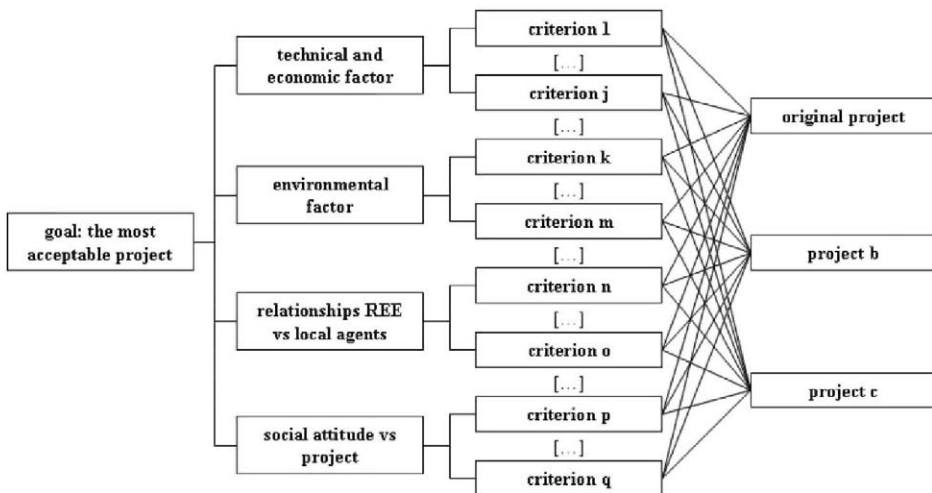 goal: the most
acceptable project
technical and
economic factor
environmental
factor
relationships REE
vs local agents
social attitude vs
project
criterion 1
[...]
criterion j
[...]
criterion k
[...]
criterion m
[...]
criterion n
[...]
criterion o
[...]
criterion p
[...]
criterion q
original project
project b
project c